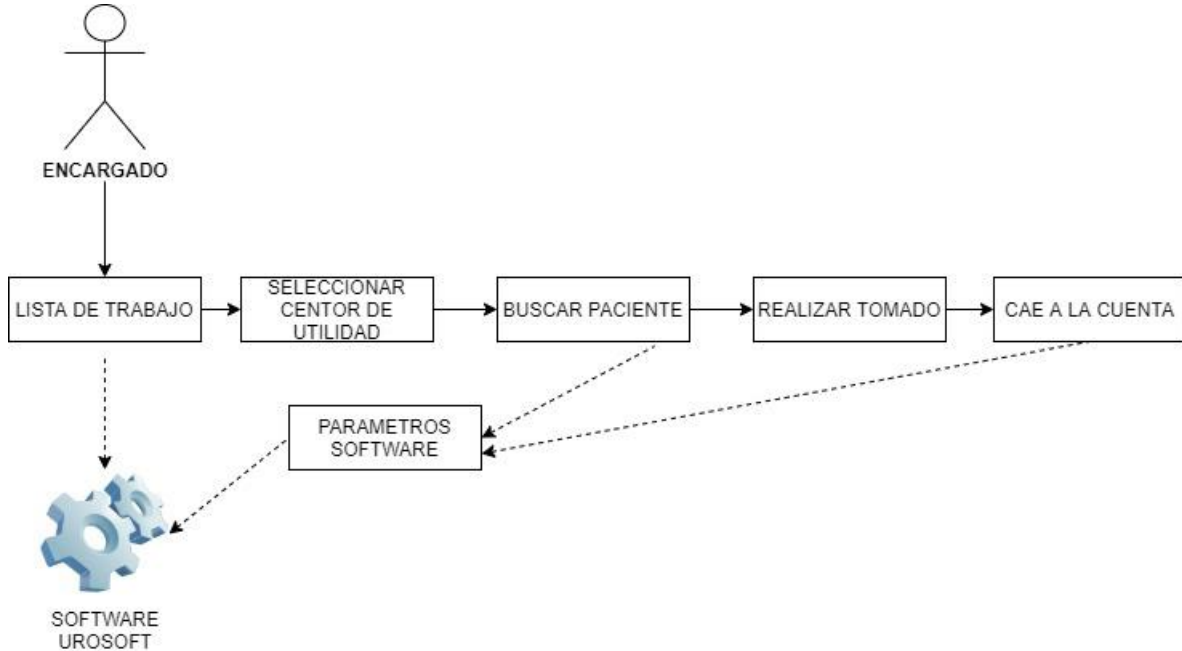 ENCARGADO
LISTA DE TRABAJO
SELECCIONAR
CENTOR DE
UTILIDAD
BUSCAR PACIENTE
REALIZAR TOMADO
CAE A LA CUENTA
PARAMETROS
SOFTWARE
SOFTWARE
UROSOFT